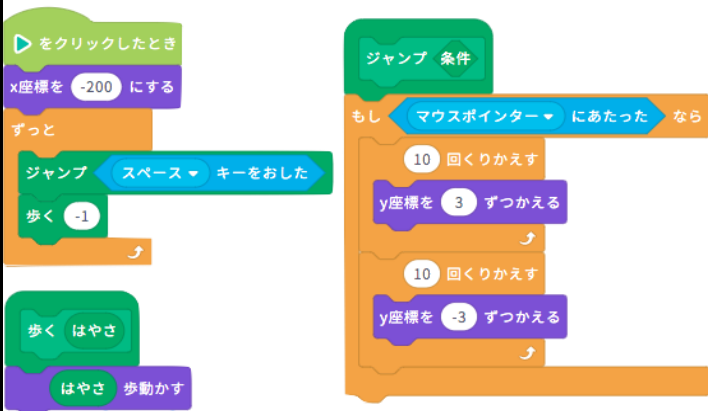 をクリックしたとき
x座標を -200 にする
ずっと
ジャンプ スペース キーをおした
歩く -1
歩く はやさ
はやさ 歩動かす
ジャンプ 条件
もし マウスポインター にあたった なら
10 回くりかえす
y座標を 3 ずつかえる
10 回くりかえす
y座標を -3 ずつかえる